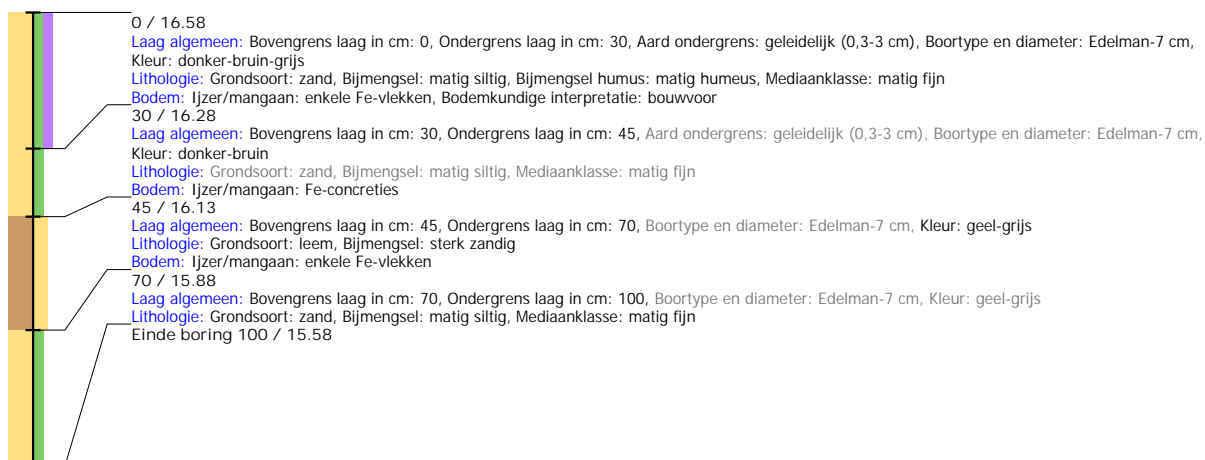 0 / 16.58
Laag algemeen: Bovengrens laag in cm: 0, Ondergrens laag in cm: 30, Aard ondergrens: geleidelijk (0,3-3 cm), Boortype en diameter: Edelman-7 cm,
Kleur: donker-bruin-grijs
Lithologie: Grondsoort: zand, Bijmengsel: matig siltig, Bijmengsel humus: matig humeus, Mediaanklasse: matig fijn
Bodem: Ijzer/mangaan: enkele Fe-vlekken, Bodemkundige interpretatie: bouwvoor
30 / 16.28
Laag algemeen: Bovengrens laag in cm: 30, Ondergrens laag in cm: 45, Aard ondergrens: geleidelijk (0,3-3 cm), Boortype en diameter: Edelman-7 cm,
Kleur: donker-bruin
Lithologie: Grondsoort: zand, Bijmengsel: matig siltig, Mediaanklasse: matig fijn
Bodem: Ijzer/mangaan: Fe-concreties
45 / 16.13
Laag algemeen: Bovengrens laag in cm: 45, Ondergrens laag in cm: 70, Boortype en diameter: Edelman-7 cm, Kleur: geel-grijs
Lithologie: Grondsoort: leem, Bijmengsel: sterk zandig
Bodem: Ijzer/mangaan: enkele Fe-vlekken
70 / 15.88
Laag algemeen: Bovengrens laag in cm: 70, Ondergrens laag in cm: 100, Boortype en diameter: Edelman-7 cm, Kleur: geel-grijs
Lithologie: Grondsoort: zand, Bijmengsel: matig siltig, Mediaanklasse: matig fijn
Einde boring 100 / 15.58